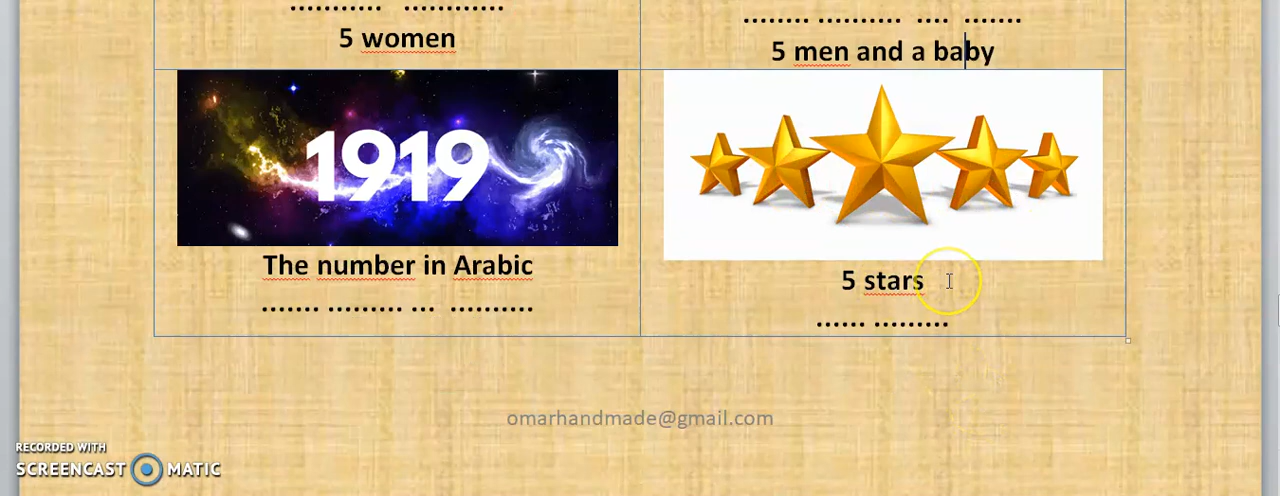 ............ .............
5 women
......... ........... .... .......
5 men and a baby
1919
The number in Arabic
....... ......... ... ..........
5 stars
...... .........
omarhandmade@gmail.com
RECORDED WITH
SCREENCAST MATIC